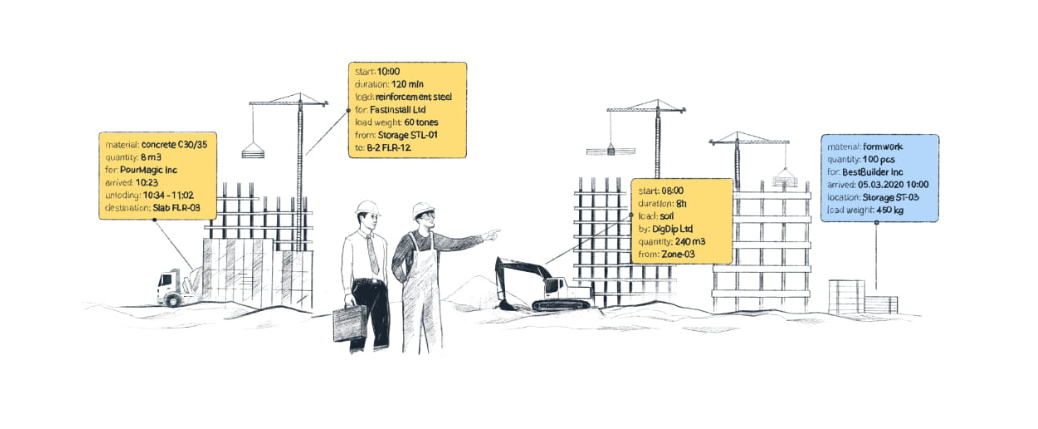 material: concrete C30/35
quantity: 8 m3
for: PourMagic Inc
arrived: 10:23
unloding: 10:34 - 11:02
destination: Slab FLR-03
start: 10:00
duration: 120 min
load: reinforcement steel
for: FastInstall Ltd
load weight: 60 tones
from: Storage STL-01
to: B-2 FLR-12
start: 08:00
duration: 8h
load: soil
by: DigDip Ltd
quantity: 240 m3
from: Zone-03
material: formwork
quantity: 100 pcs
for: BestBuilder Inc
arrived: 05.03.2020 10:00
location: Storage ST-03
load weight: 450 kg